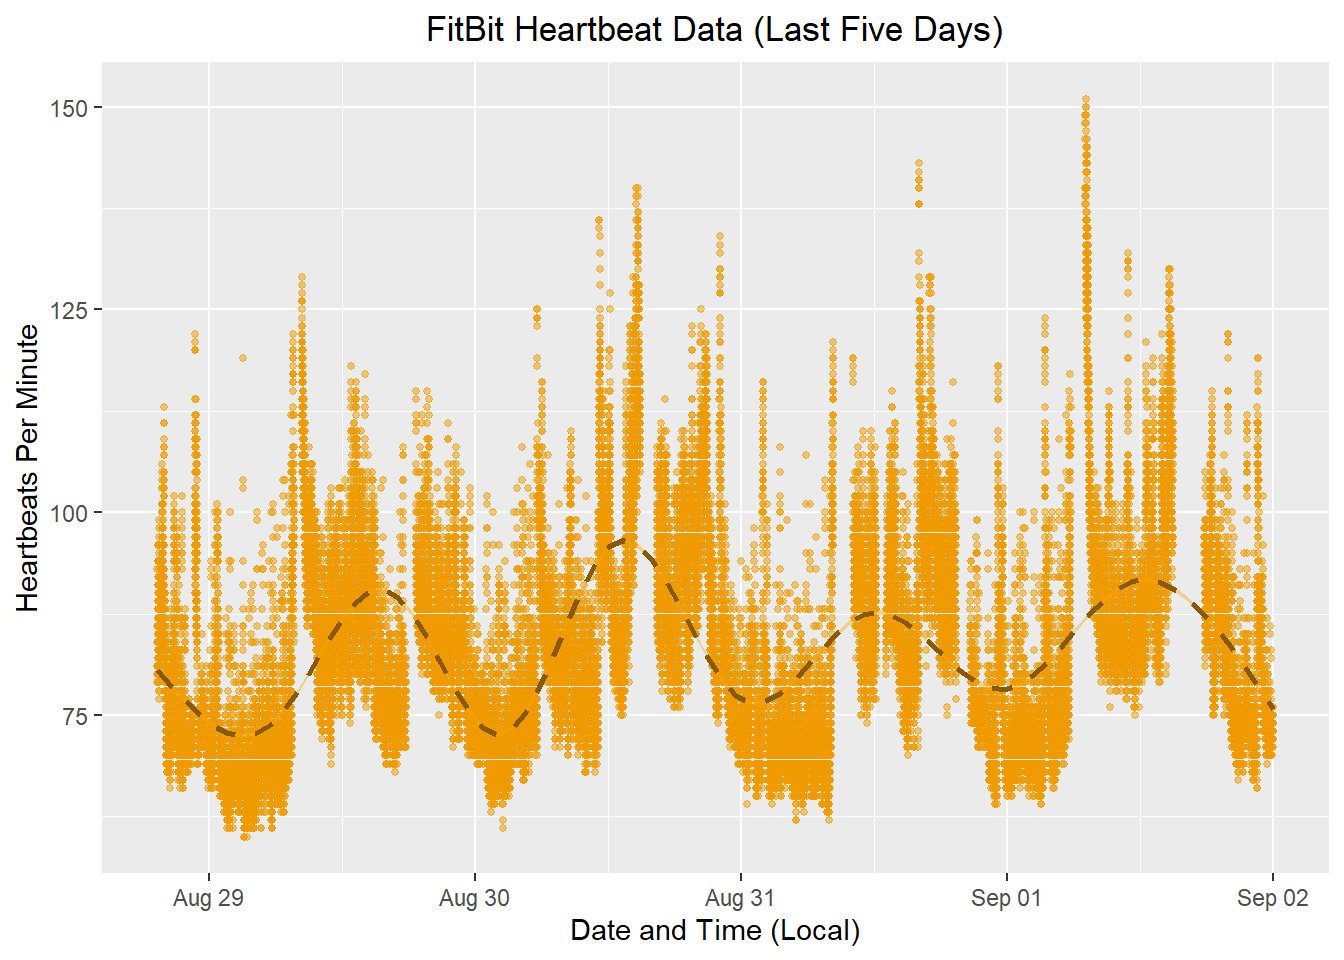 FitBit Heartbeat Data (Last Five Days)
Heartbeats Per Minute
150
125
100
75
Aug 29
Aug 30
Aug 31
Sep 01
Sep 02
Date and Time (Local)